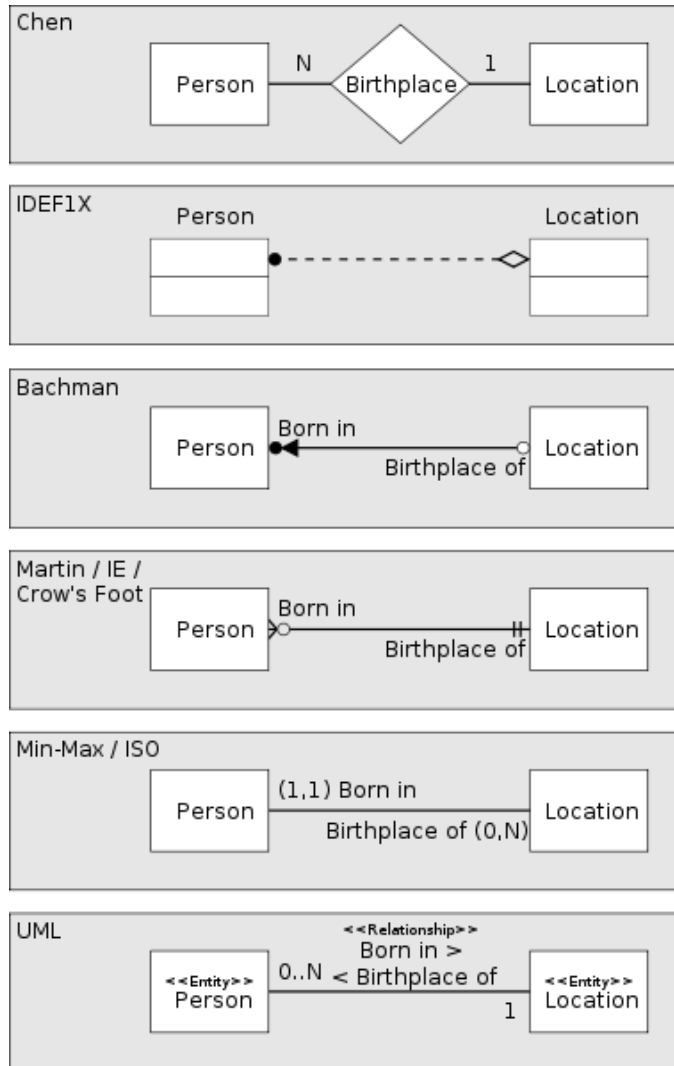 Chen
Person
N
Birthplace
1
Location
IDEF1X
Person
Location
Bachman
Person
Born in
Birthplace of
Location
Martin / IE /
Crow's Foot
Person
Born in
Birthplace of
Location
Min-Max / ISO
Person
(1,1) Born in
Birthplace of (0,N)
Location
UML
<<Entity>>
Person
0..N
<<Relationship>>
Born in >
< Birthplace of
1
<<Entity>>
Location